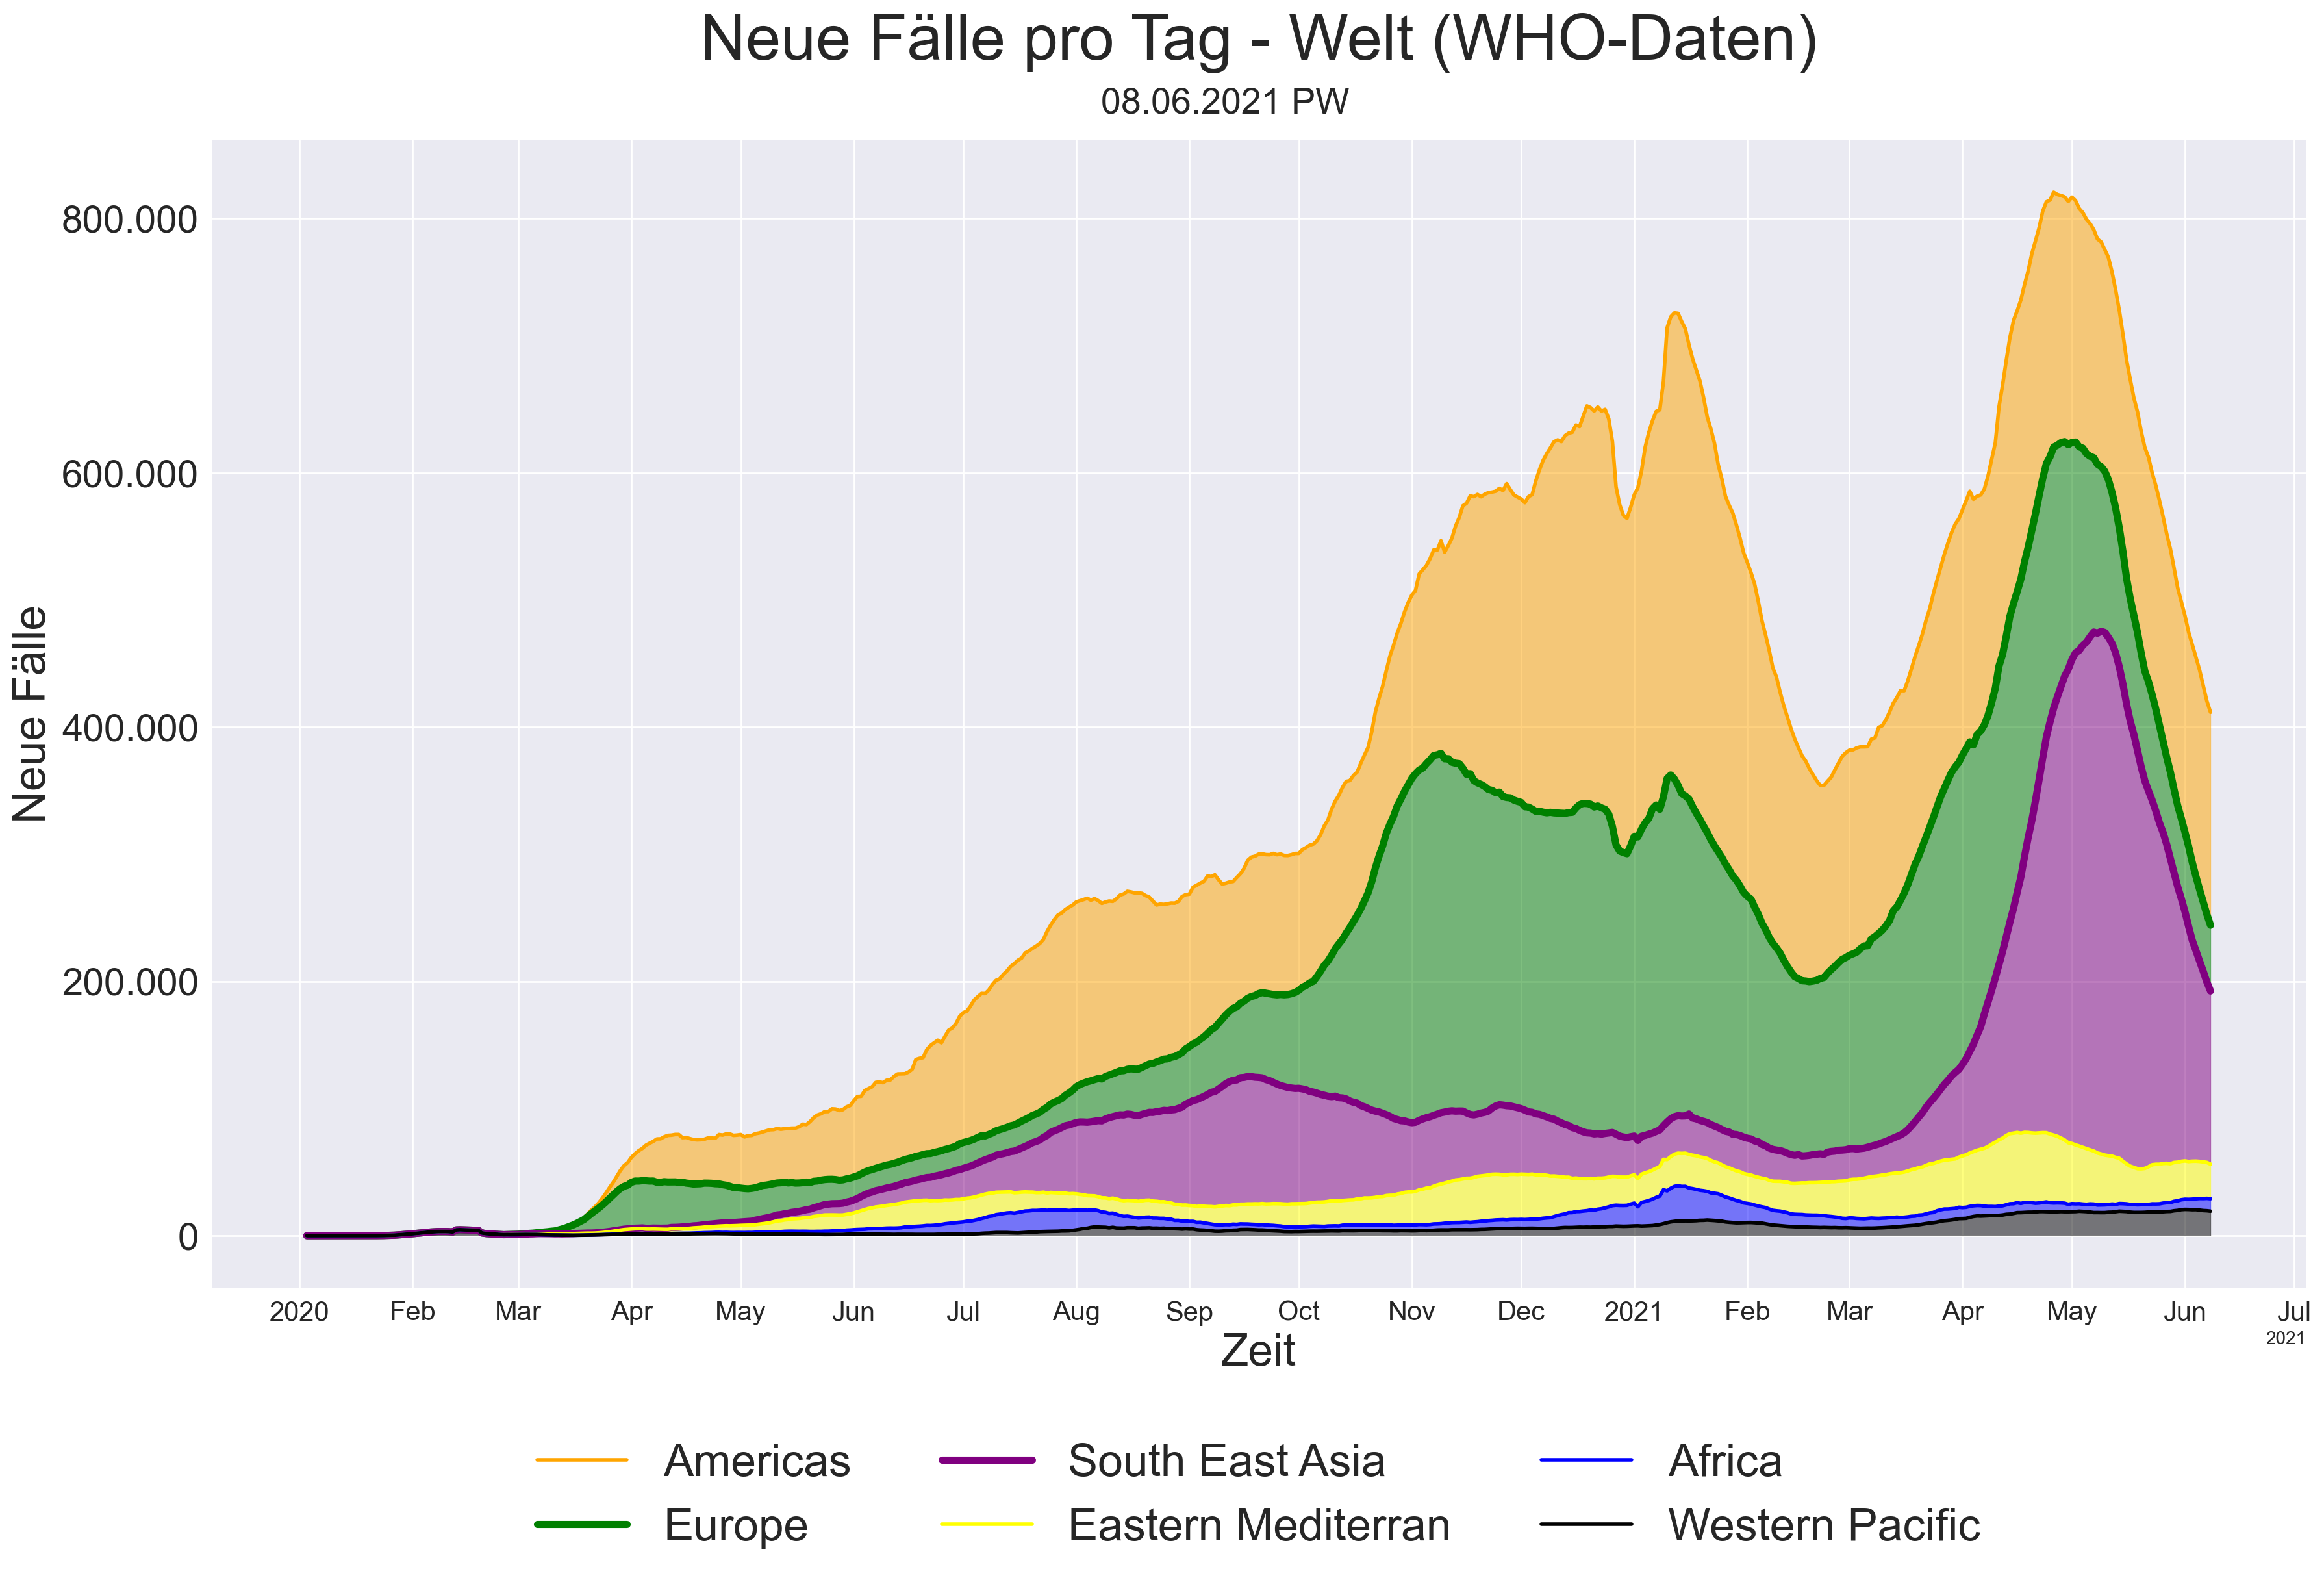 Neue Fälle pro Tag - Welt (WHO-Daten)
08.06.2021 PW
Neue Fälle
800.000
600.000
400.000
200.000
0
2020 Feb Mar Apr May Jun Jul Aug Sep Oct Nov Dec 2021 Feb Mar Apr May Jun Jul
2021
Zeit
Americas South East Asia Africa
Europe Eastern Mediterran Western Pacific